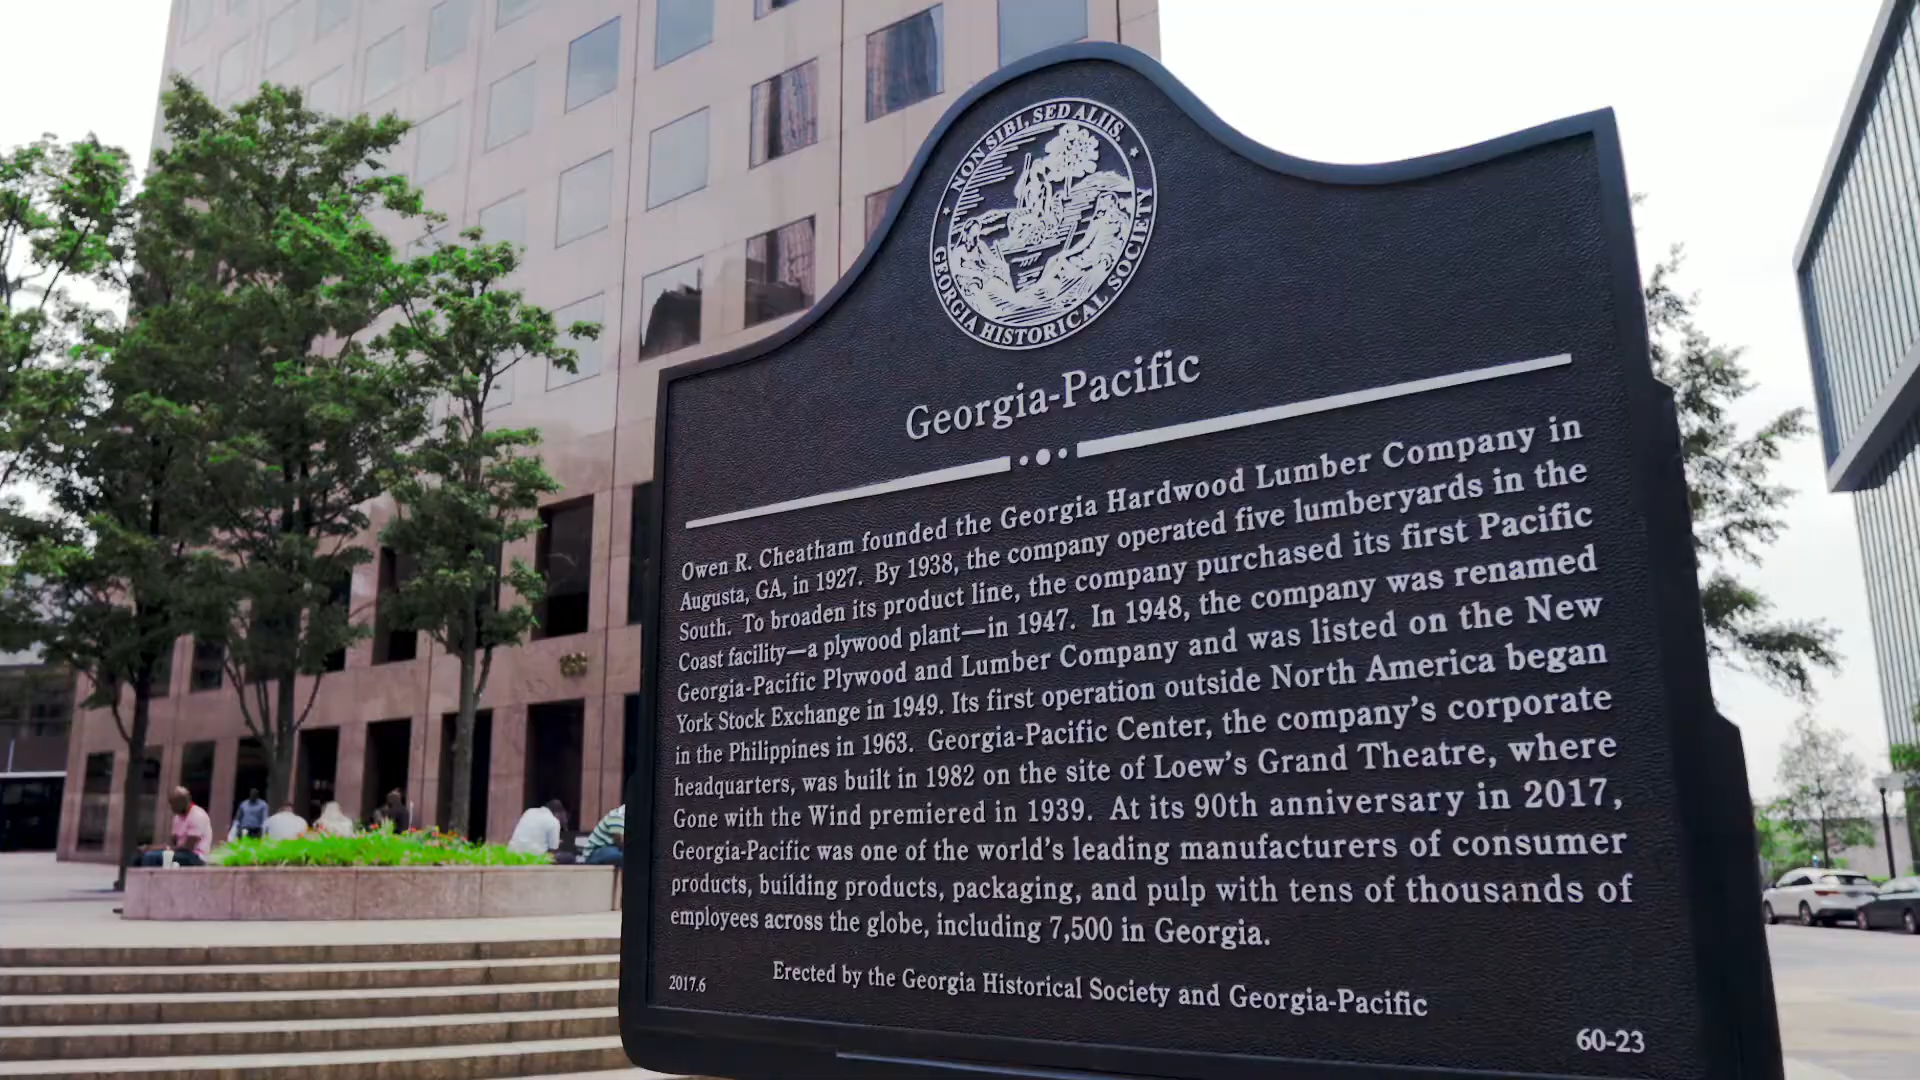 NON SIBI, SED ALIIS.
GEORGIA HISTORICAL SOCIETY
Georgia-Pacific
Owen R. Cheatham founded the Georgia Hardwood Lumber Company in
Augusta, GA, in 1927. By 1938, the company operated five lumberyards in the
South. To broaden its product line, the company purchased its first Pacific
Coast facility—a plywood plant—in 1947. In 1948, the company was renamed
Georgia-Pacific Plywood and Lumber Company and was listed on the New
York Stock Exchange in 1949. Its first operation outside North America began
in the Philippines in 1963. Georgia-Pacific Center, the company's corporate
headquarters, was built in 1982 on the site of Loew's Grand Theatre, where
Gone with the Wind premiered in 1939. At its 90th anniversary in 2017,
Georgia-Pacific was one of the world's leading manufacturers of consumer
products, building products, packaging, and pulp with tens of thousands of
employees across the globe, including 7,500 in Georgia.
2017.6 Erected by the Georgia Historical Society and Georgia-Pacific
60-23